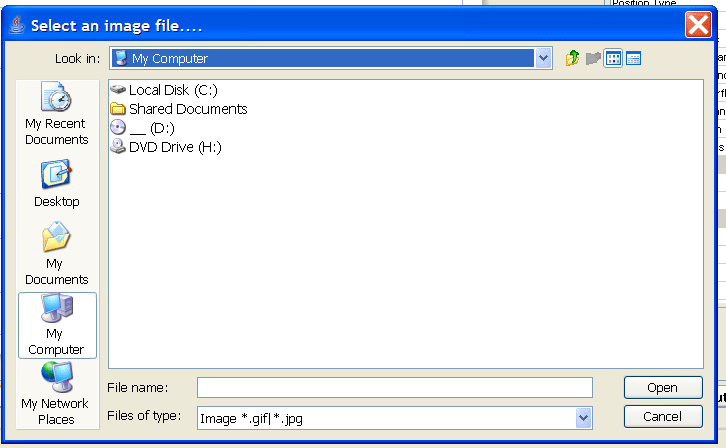 Position Type
Select an image file....
Look in:
My Computer
My Recent
Documents
Desktop
My
Documents
My
Computer
My Network
Places
Local Disk (C:)
Shared Documents
__ (D:)
DVD Drive (H:)
File name:
Open
Files of type:
Image *.gif|*.jpg
Cancel